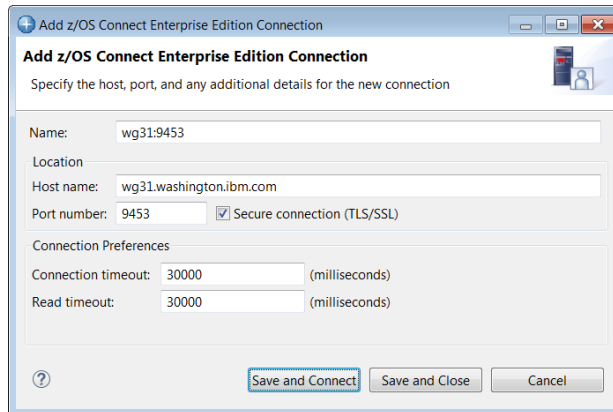 Add z/OS Connect Enterprise Edition Connection
Add z/OS Connect Enterprise Edition Connection
Specify the host, port, and any additional details for the new connection
Name: wg31:9453
Location
Host name: wg31.washington.ibm.com
Port number: 9453 Secure connection (TLS/SSL)
Connection Preferences
Connection timeout: 30000 (milliseconds)
Read timeout: 30000 (milliseconds)
? Save and Connect Save and Close Cancel